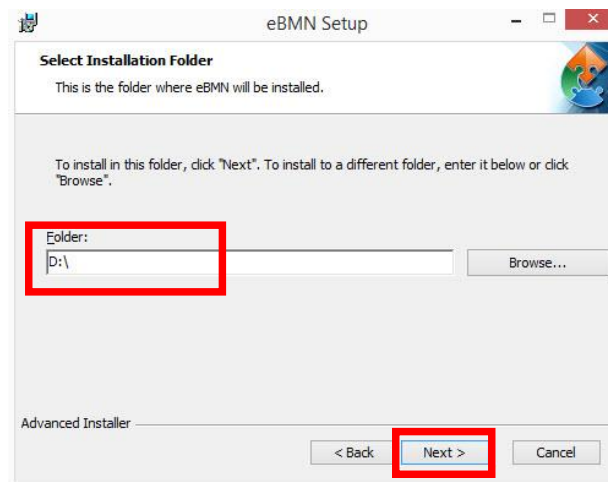 eBMN Setup
Select Installation Folder
This is the folder where eBMN will be installed.
To install in this folder, click "Next". To install to a different folder, enter it below or click
"Browse".
Folder:
D:\
Browse...
Advanced Installer
< Back
Next >
Cancel